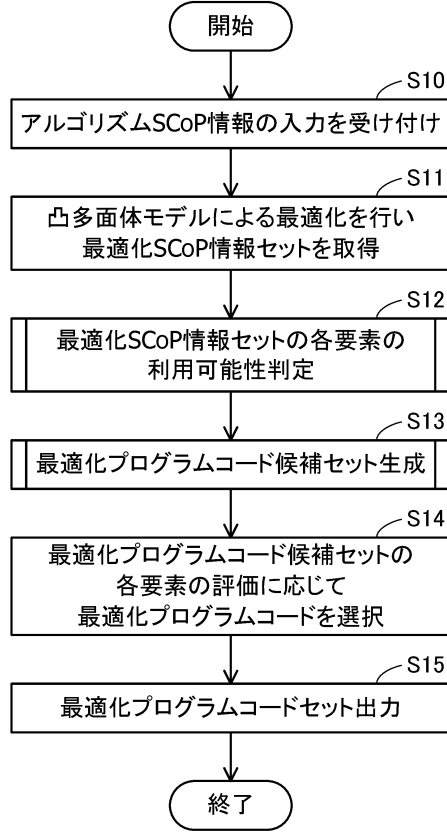 開始
S10
アルゴリズムSCoP情報の入力を受け付け
S11
凸多面体モデルによる最適化を行い
最適化SCoP情報セットを取得
S12
最適化SCoP情報セットの各要素の
利用可能性判定
S13
最適化プログラムコード候補セット生成
S14
最適化プログラムコード候補セットの
各要素の評価に応じて
最適化プログラムコードを選択
S15
最適化プログラムコードセット出力
終了